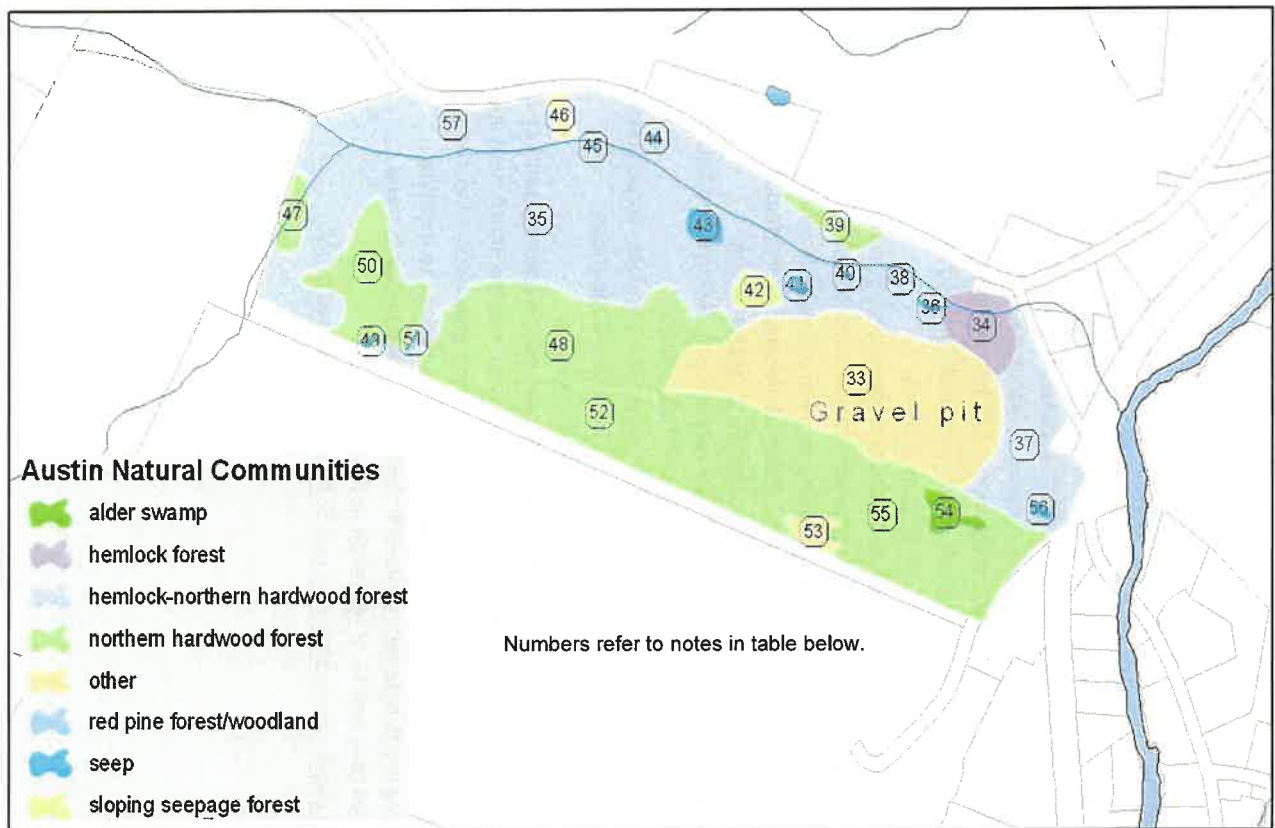 46
57
45
44
47
35
43
39
50
40
38
42
41
36
34
49
51
48
33
Gravel pit
52
37
Austin Natural Communities
alder swamp
54
56
55
53
hemlock forest
hemlock-northern hardwood forest
northern hardwood forest
Numbers refer to notes in table below.
other
red pine forest/woodland
seep
sloping seepage forest